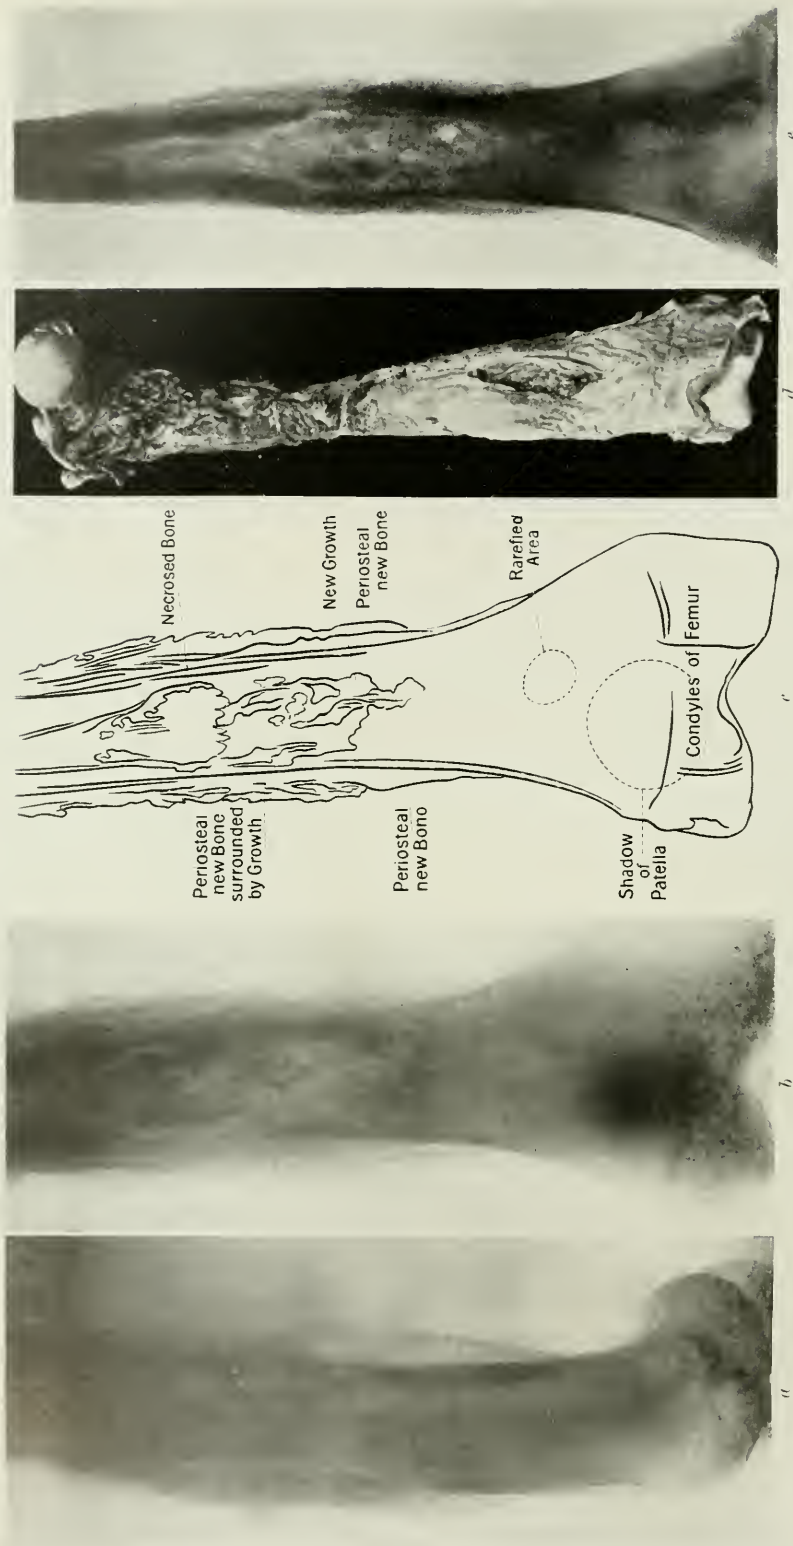 Necrosed Bone
New Growth
Periosteal
new Bone
Rarefied
Area
Condyles of Femur
Periosteal
new Bone
surrounded
by Growth
Periosteal
new Bono
Shadow
of
Patella
a
b
c
d
e